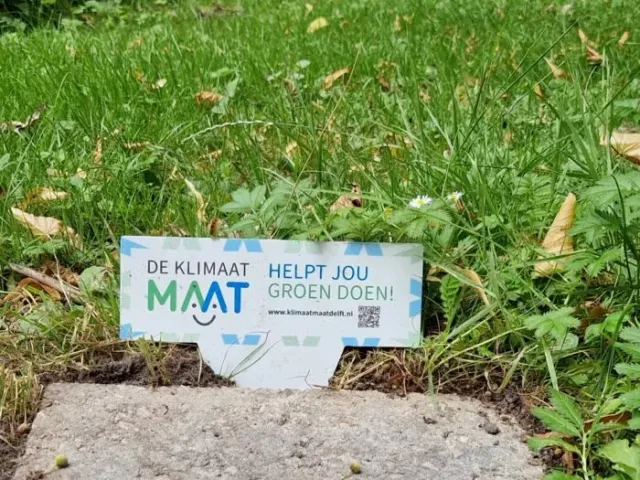 DE KLIMAAT
MAAT
HELPT JOU
GROEN DOEN!
www.klimaatmaatdelft.nl